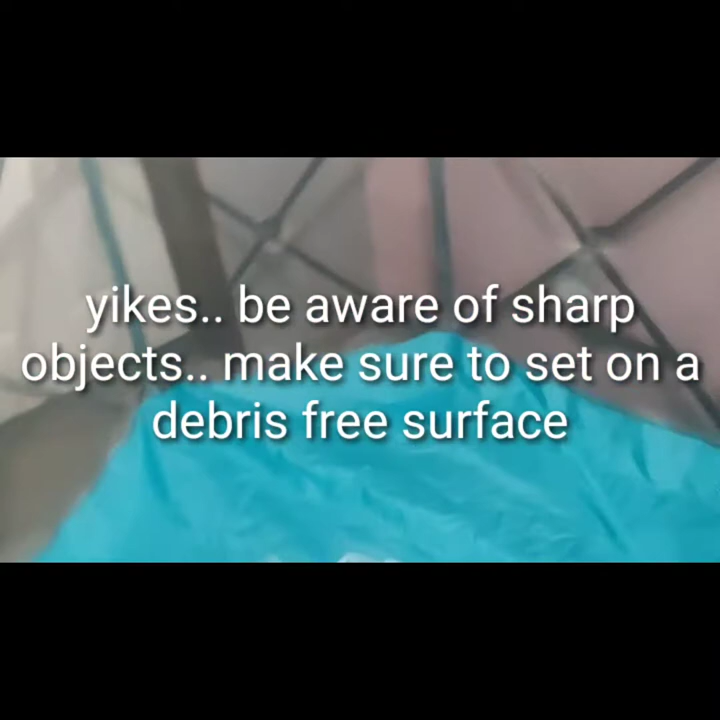 yikes.. be aware of sharp
objects.. make sure to set on a
debris free surface